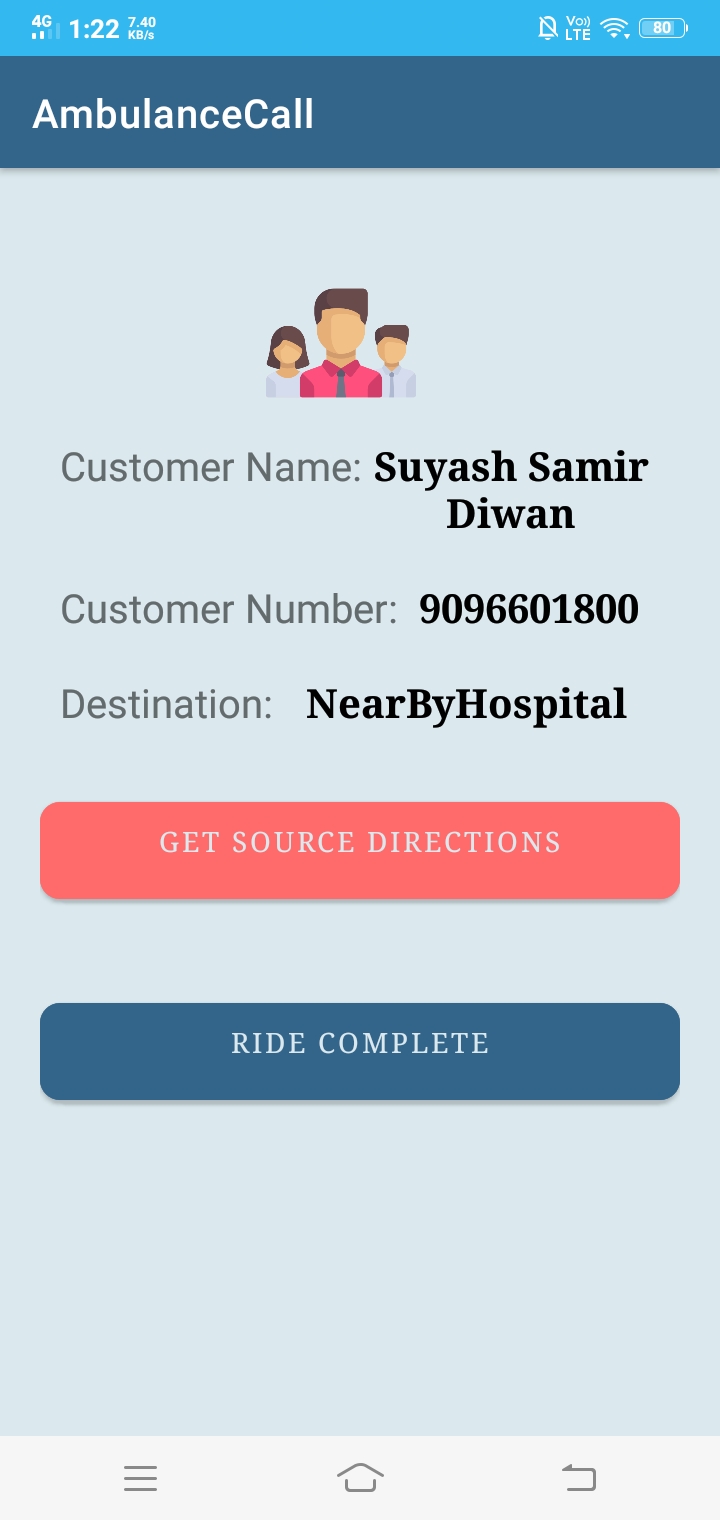 4G 1:22 7.40 KB/s Vo)) LTE 80
AmbulanceCall
Customer Name: Suyash Samir
Diwan
Customer Number: 9096601800
Destination: NearByHospital
GET SOURCE DIRECTIONS
RIDE COMPLETE